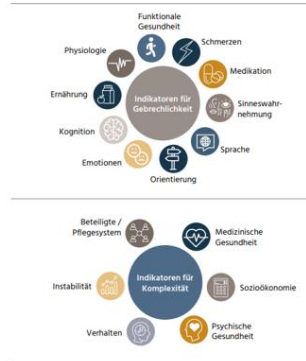 Funktionale
Gesundheit
Schmerzen
Physiologie
Medikation
Ernährung
Indikatoren für
Gebrechlichkeit
Sinneswahr-
nehmung
Kognition
Sprache
Emotionen
Orientierung
Beteiligte /
Pflegesystem
Medizinische
Gesundheit
Indikatoren für
Komplexität
Instabilität
Sozioökonomie
Verhalten
Psychische
Gesundheit